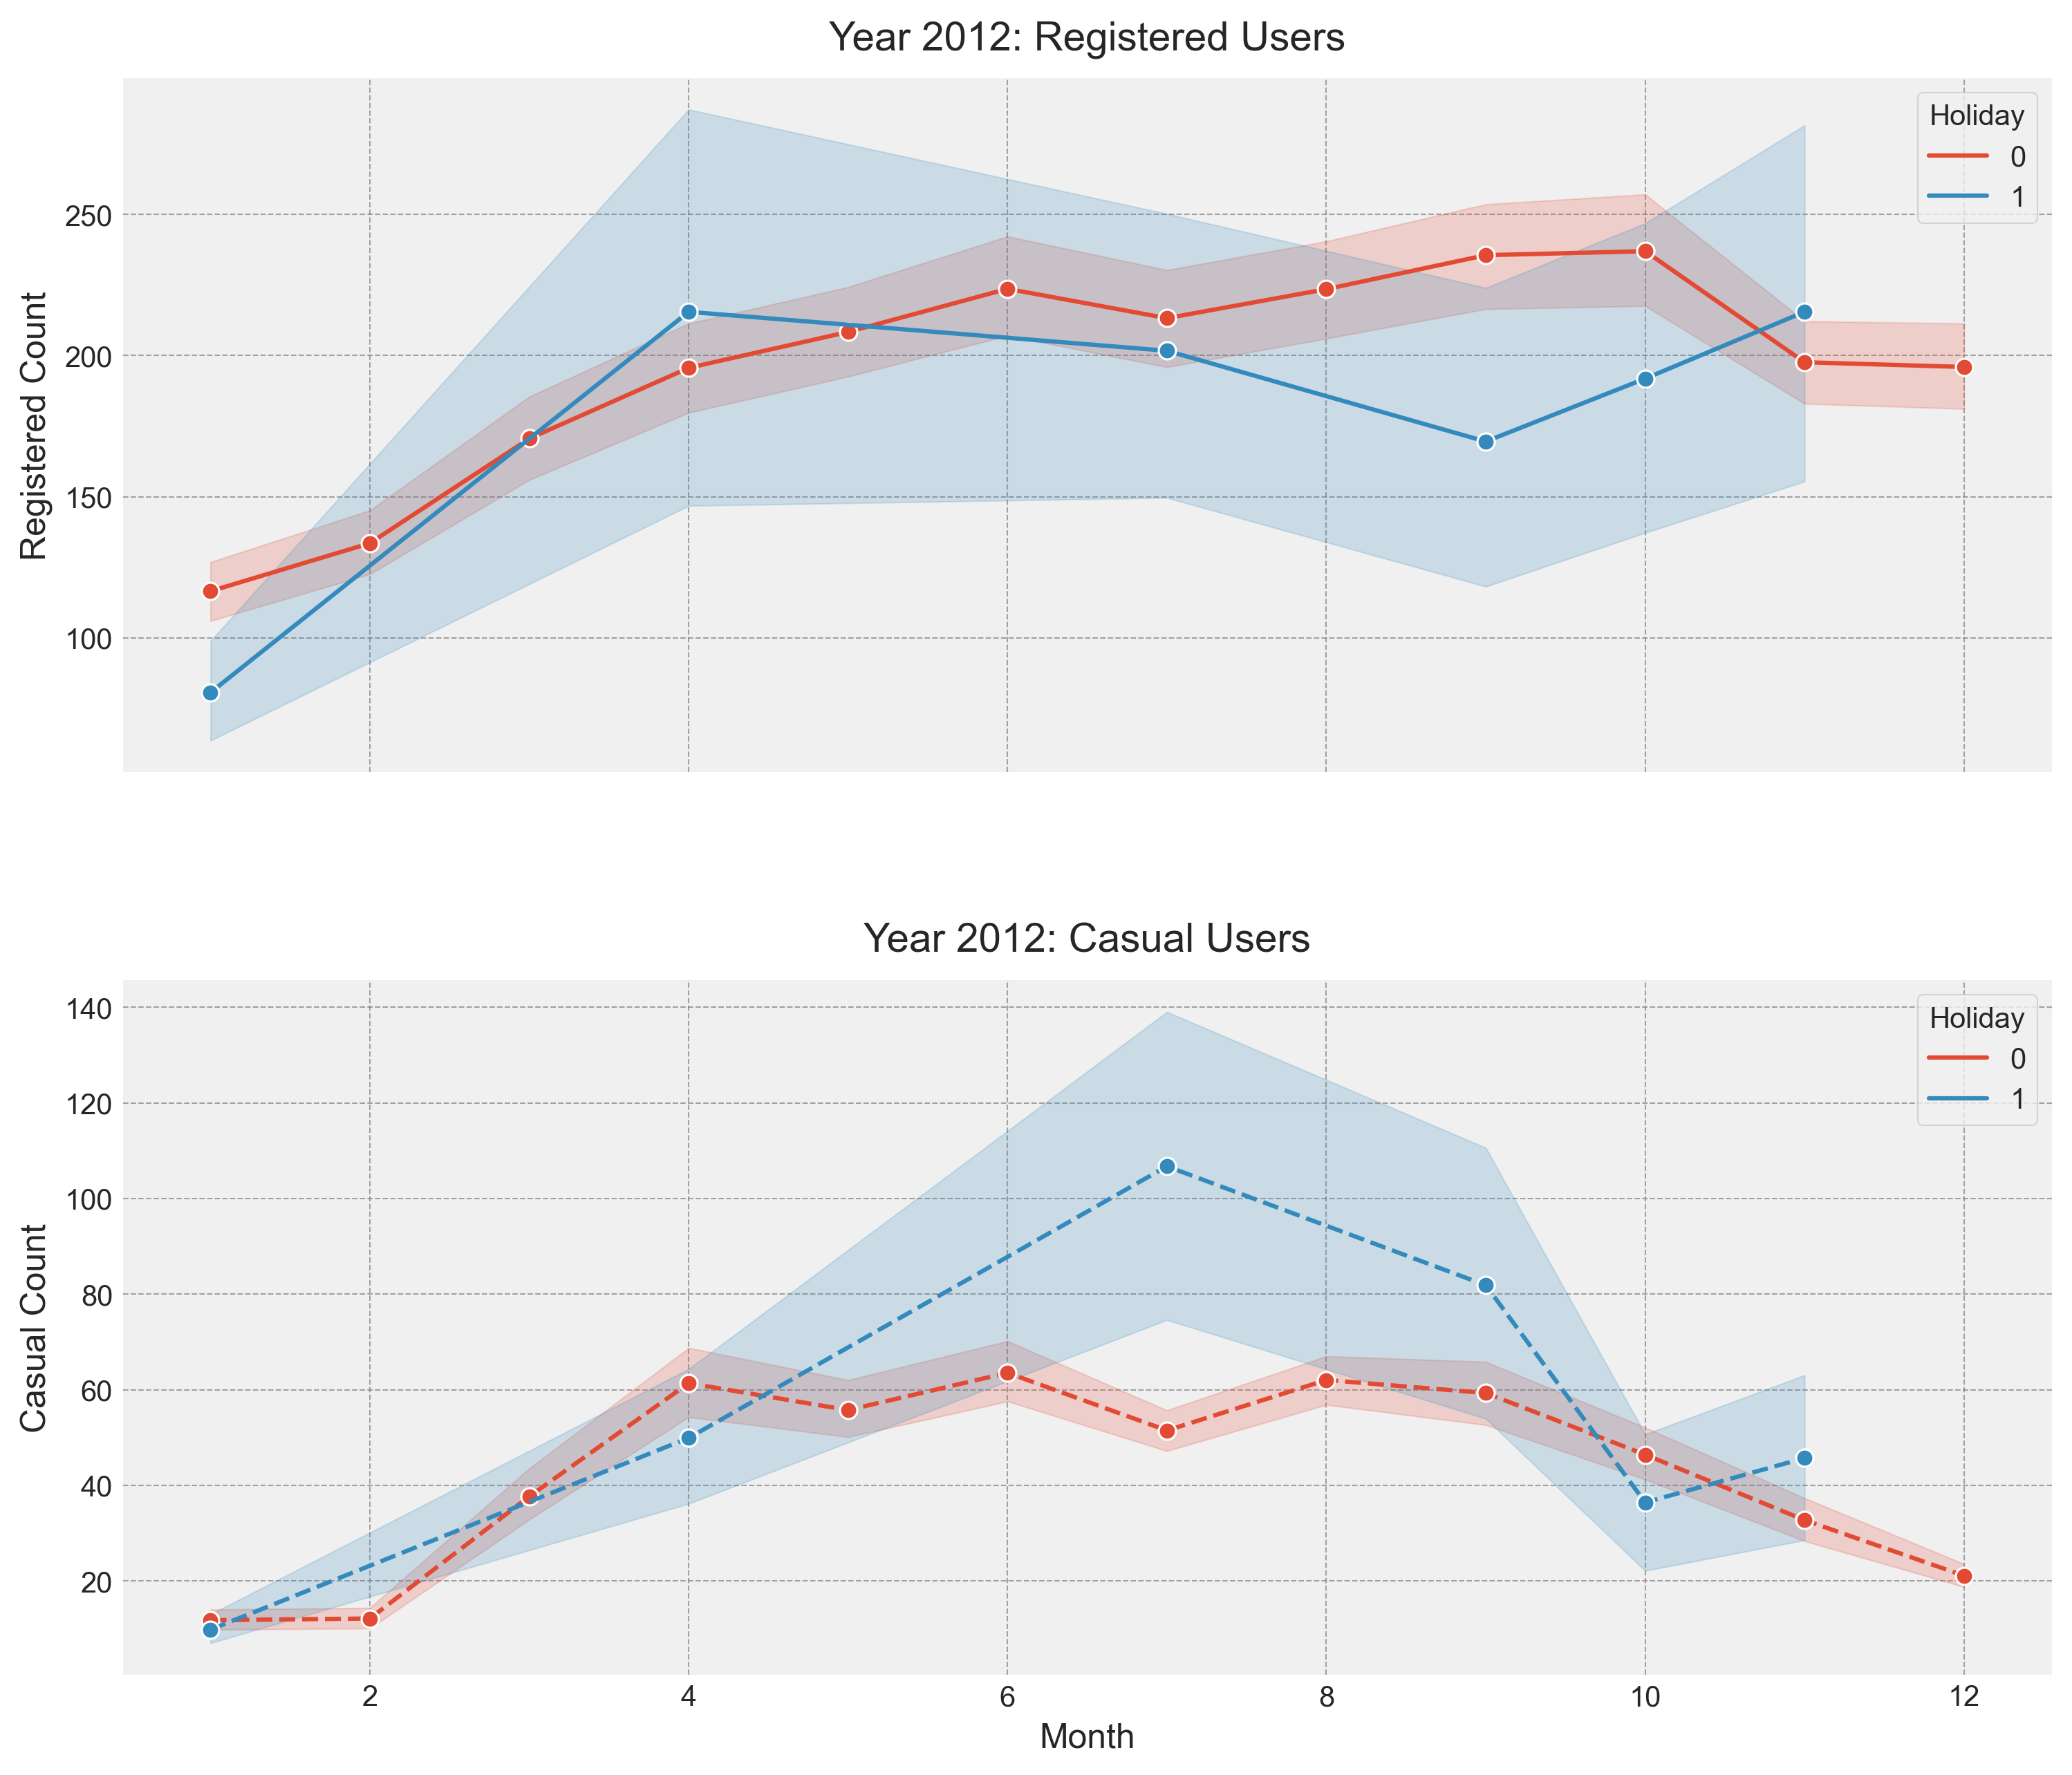 Year 2012: Registered Users
Registered Count
250
200
150
100
Holiday
0
1
Year 2012: Casual Users
Casual Count
140
120
100
80
60
40
20
Holiday
0
1
2 4 6 8 10 12
Month